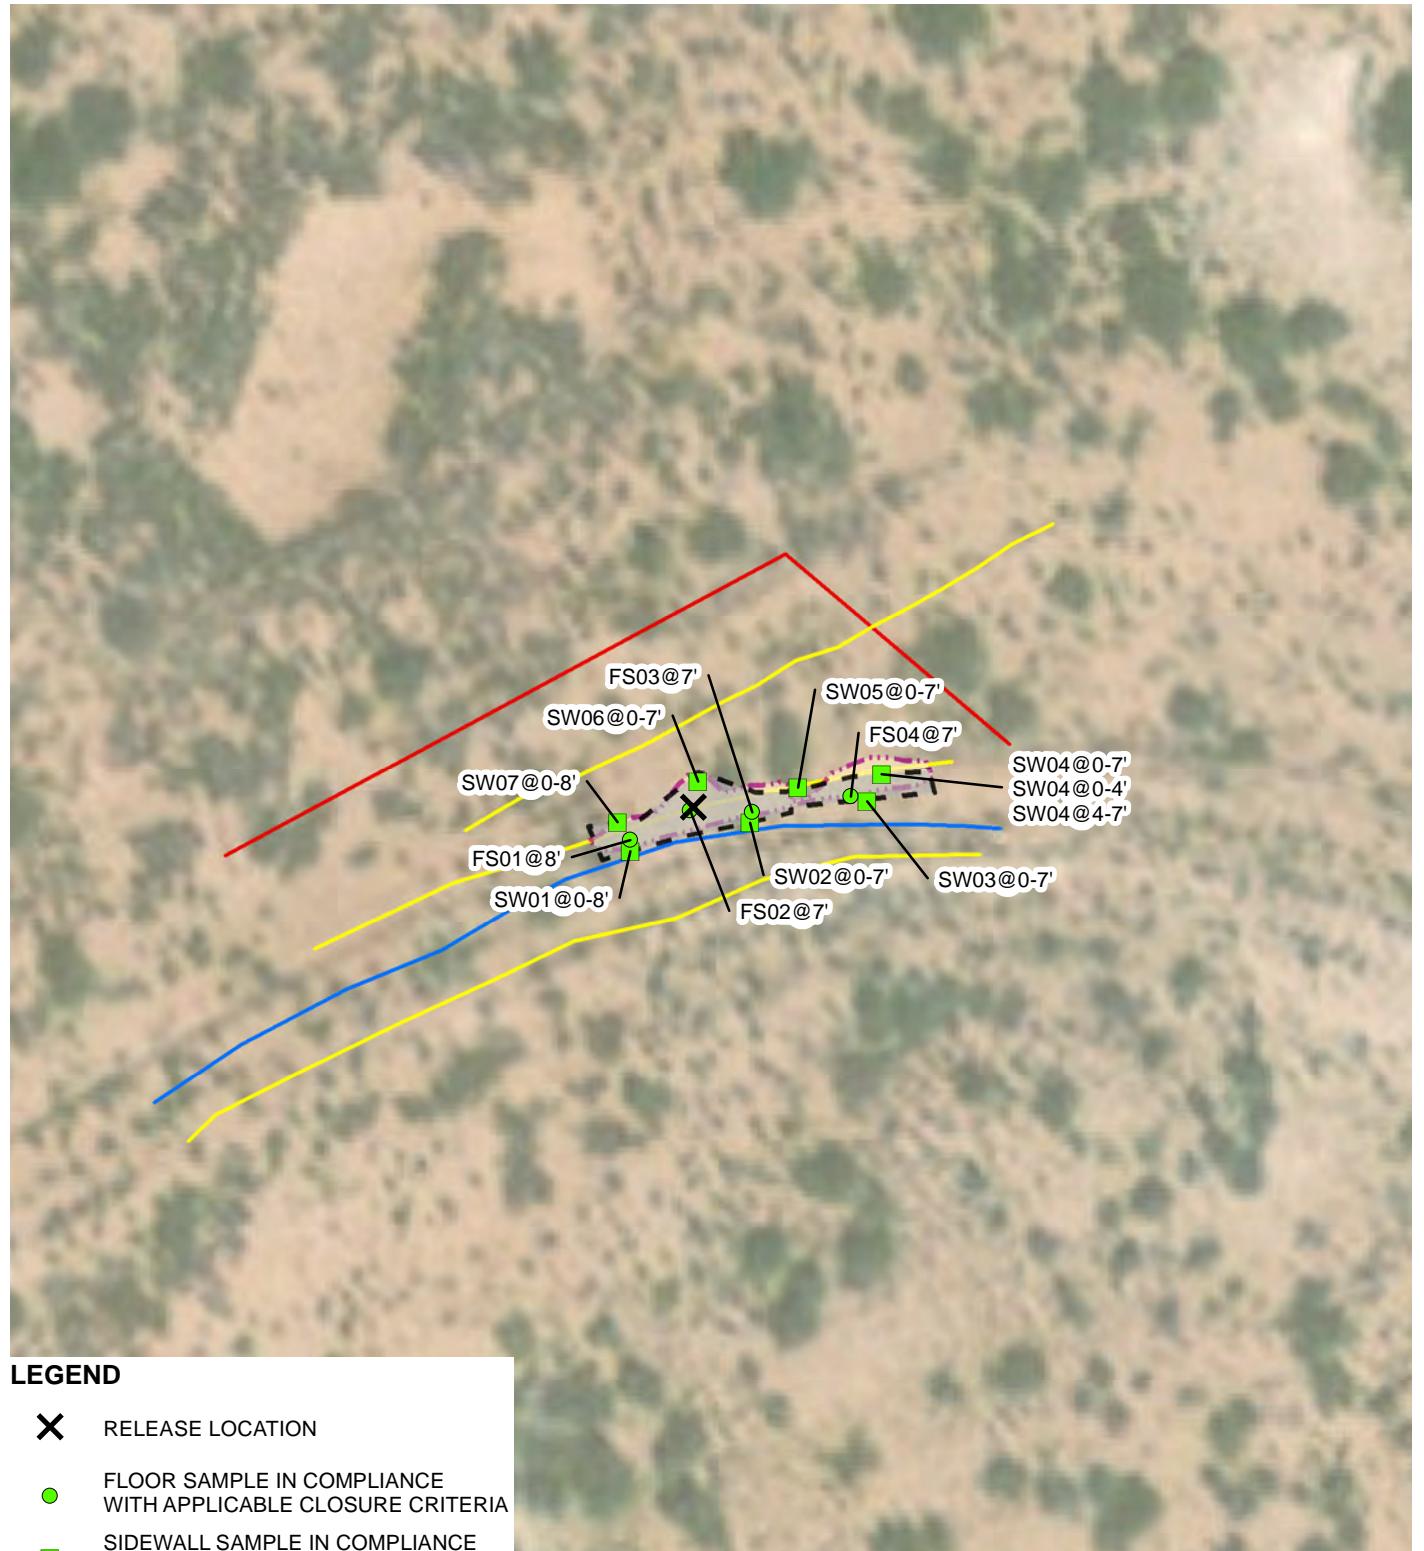 FS03@7'
SW05@0-7'
SW06@0-7'
FS04@7'
SW04@0-7'
SW04@0-4'
SW04@4-7'
SW07@0-8'
FS01@8'
SW02@0-7'
SW03@0-7'
SW01@0-8'
FS02@7'
LEGEND
RELEASE LOCATION
FLOOR SAMPLE IN COMPLIANCE
WITH APPLICABLE CLOSURE CRITERIA
SIDEWALL SAMPLE IN COMPLIANCE